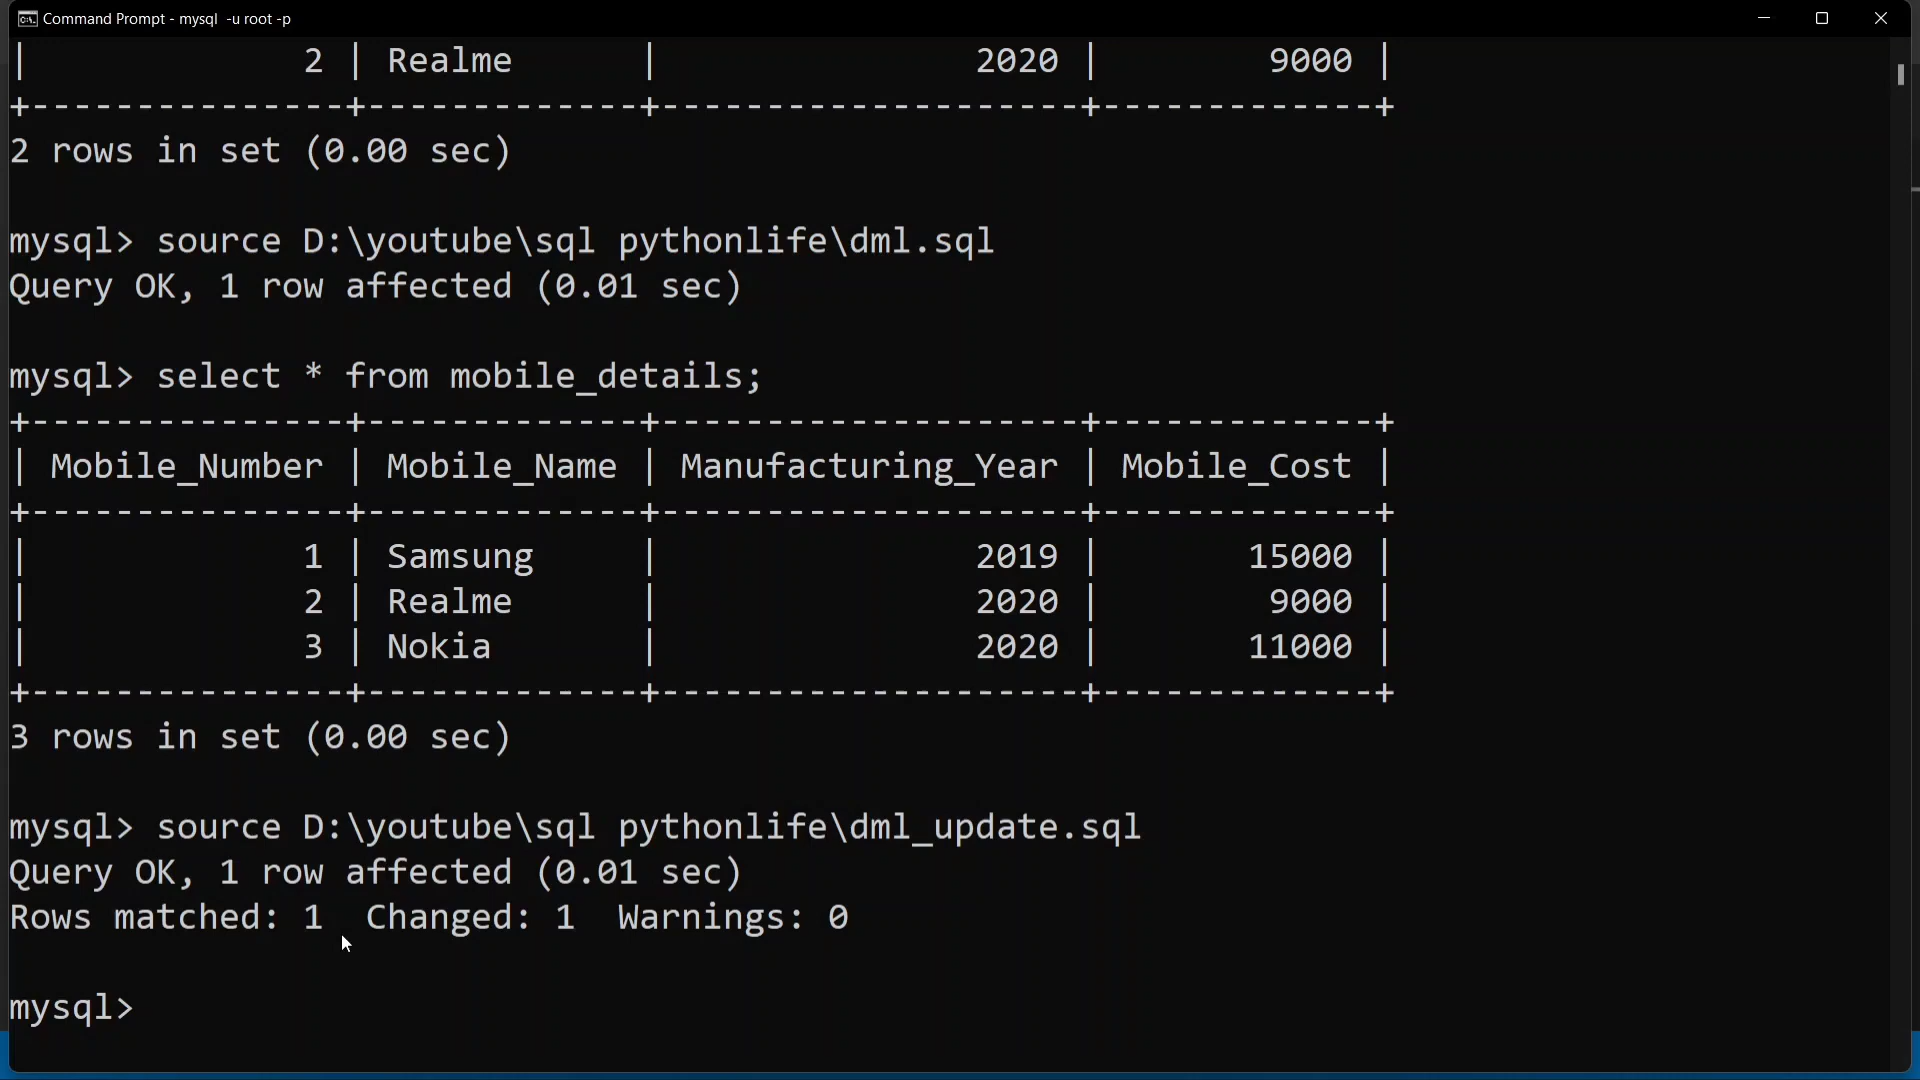 Command Prompt - mysql  -u root -p
|              2 | Realme      |               2020 |        9000 |
+---------------+-------------+--------------------+-------------+
2 rows in set (0.00 sec)
mysql> source D:\youtube\sql pythonlife\dml.sql
Query OK, 1 row affected (0.01 sec)
mysql> select * from mobile_details;
+---------------+-------------+--------------------+-------------+
| Mobile_Number | Mobile_Name | Manufacturing_Year | Mobile_Cost |
+---------------+-------------+--------------------+-------------+
|             1 | Samsung     |               2019 |       15000 |
|             2 | Realme      |               2020 |        9000 |
|             3 | Nokia       |               2020 |       11000 |
+---------------+-------------+--------------------+-------------+
3 rows in set (0.00 sec)
mysql> source D:\youtube\sql pythonlife\dml_update.sql
Query OK, 1 row affected (0.01 sec)
Rows matched: 1  Changed: 1  Warnings: 0
mysql>